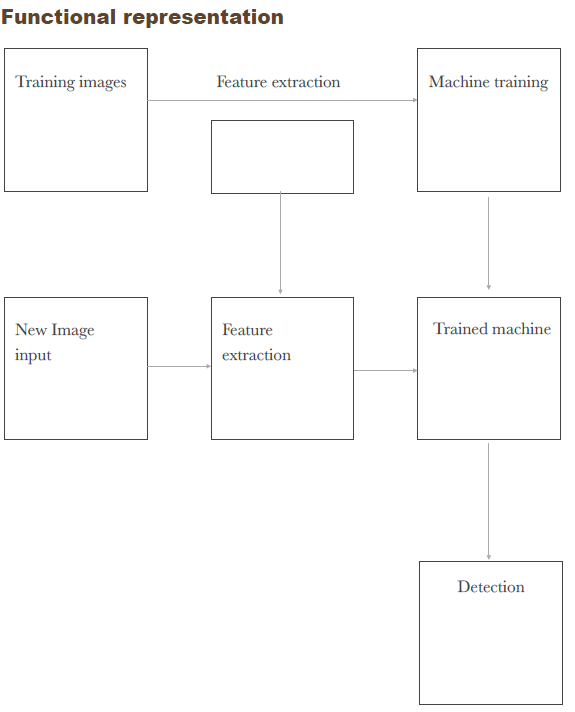 Functional representation
Training images
Feature extraction
Machine training
New Image
input
Feature
extraction
Trained machine
Detection